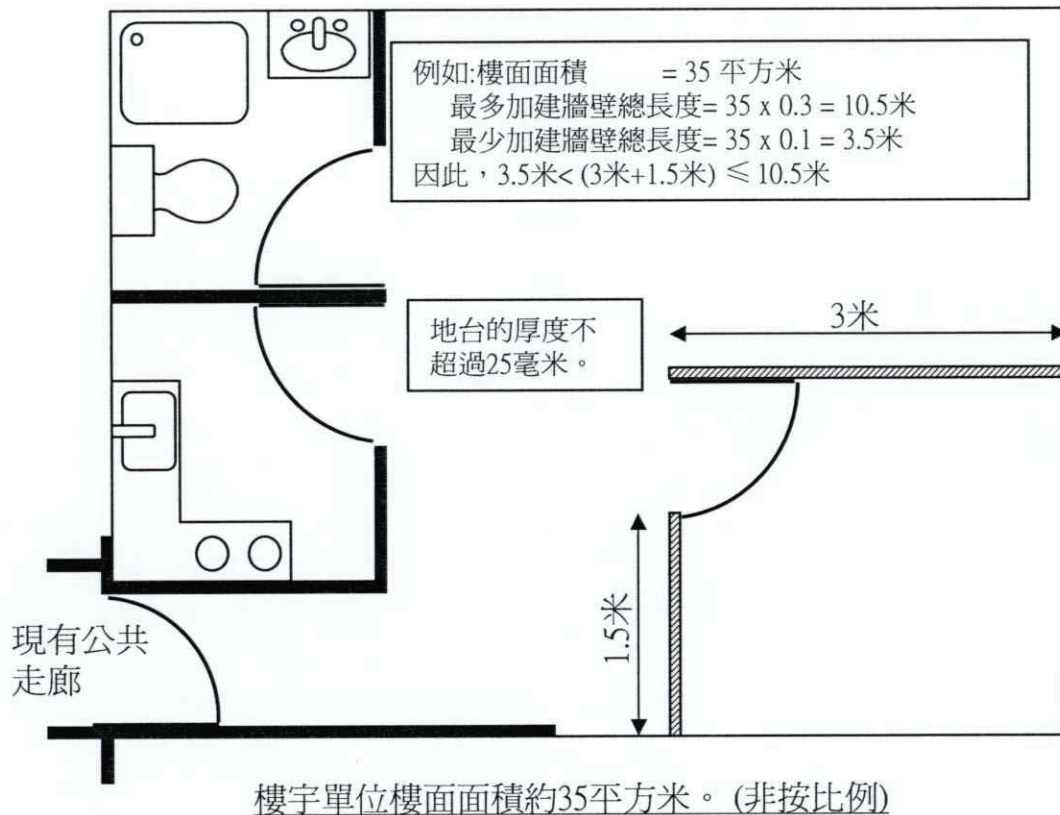 例如:樓面面積 = 35 平方米
最多加建牆壁總長度= 35 x 0.3 = 10.5米
最少加建牆壁總長度= 35 x 0.1 = 3.5米
因此，3.5米< (3米+1.5米) ≤ 10.5米
地台的厚度不
超過25毫米。
3米
1.5米
現有公共
走廊
樓宇單位樓面面積約35平方米。 (非按比例)